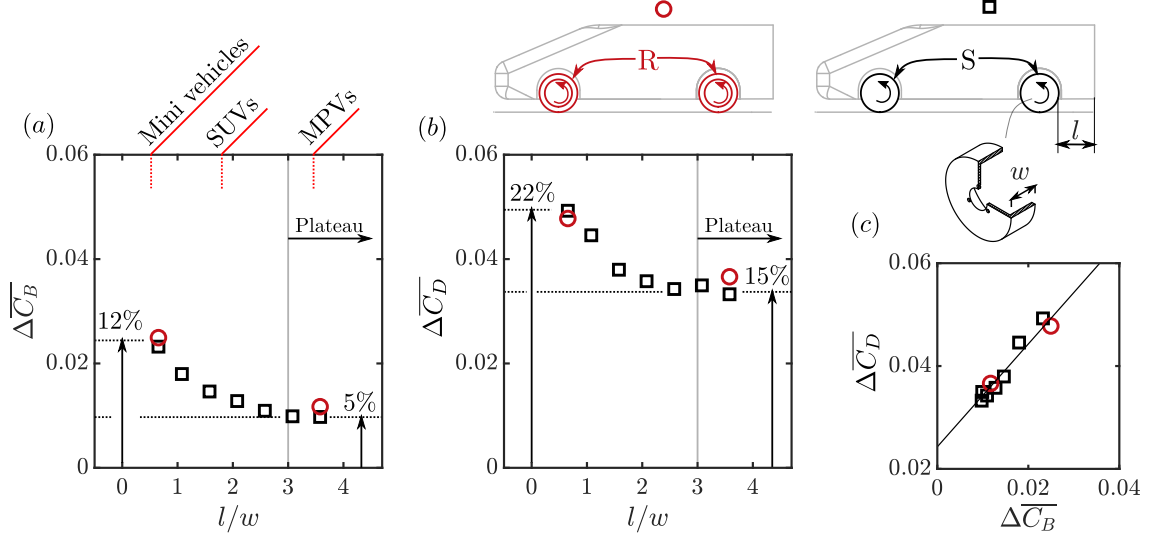 R
S
l
w
Mini vehicles
SUVs
MPVs
(a)
0.06
0.04
0.02
0
12%
Plateau
5%
0 1 2 3 4
l/w
ΔC̅_B̅
(b)
0.06
0.04
0.02
0
22%
Plateau
15%
0 1 2 3 4
l/w
ΔC̅_D̅
(c)
0.06
0.04
0.02
0 0.02 0.04
ΔC̅_D̅
ΔC̅_B̅